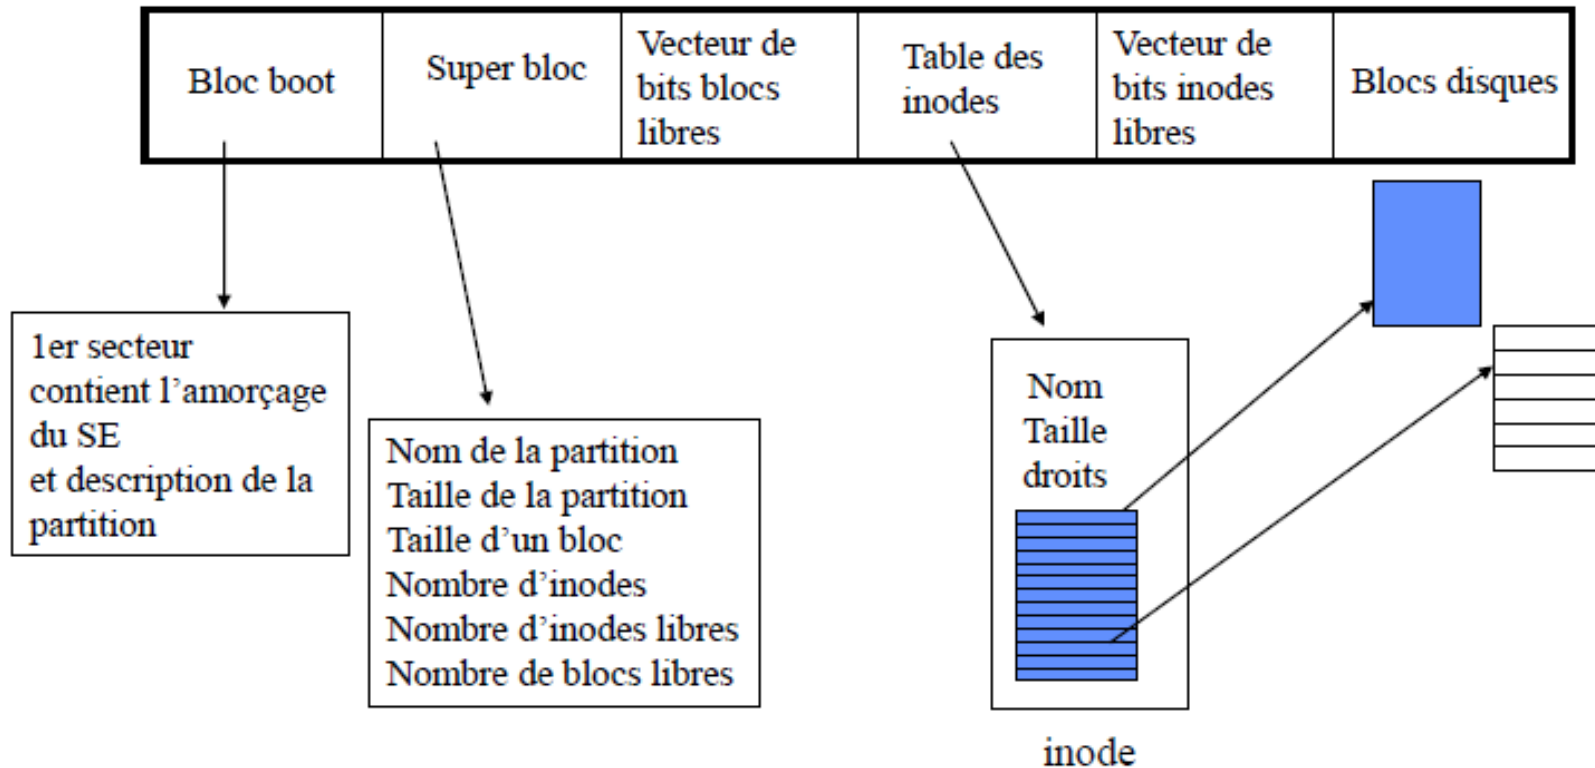 Bloc boot
Super bloc
Vecteur de
bits blocs
libres
Table des
inodes
Vecteur de
bits inodes
libres
Blocs disques
1er secteur
contient l'amorçage
du SE
et description de la
partition
Nom de la partition
Taille de la partition
Taille d'un bloc
Nombre d'inodes
Nombre d'inodes libres
Nombre de blocs libres
Nom
Taille
droits
inode